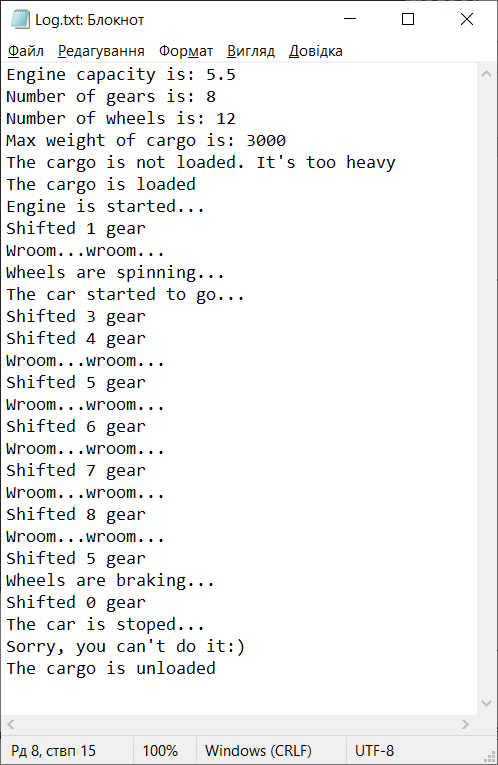 Log.txt: Блокнот
Файл Редагування Формат Вигляд Довідка
Engine capacity is: 5.5
Number of gears is: 8
Number of wheels is: 12
Max weight of cargo is: 3000
The cargo is not loaded. It's too heavy
The cargo is loaded
Engine is started...
Shifted 1 gear
Wroom...wroom...
Wheels are spinning...
The car started to go...
Shifted 3 gear
Shifted 4 gear
Wroom...wroom...
Shifted 5 gear
Wroom...wroom...
Shifted 6 gear
Wroom...wroom...
Shifted 7 gear
Wroom...wroom...
Shifted 8 gear
Wroom...wroom...
Shifted 5 gear
Wheels are braking...
Shifted 0 gear
The car is stoped...
Sorry, you can't do it:)
The cargo is unloaded
Рд 8, ствп 15 100% Windows (CRLF) UTF-8